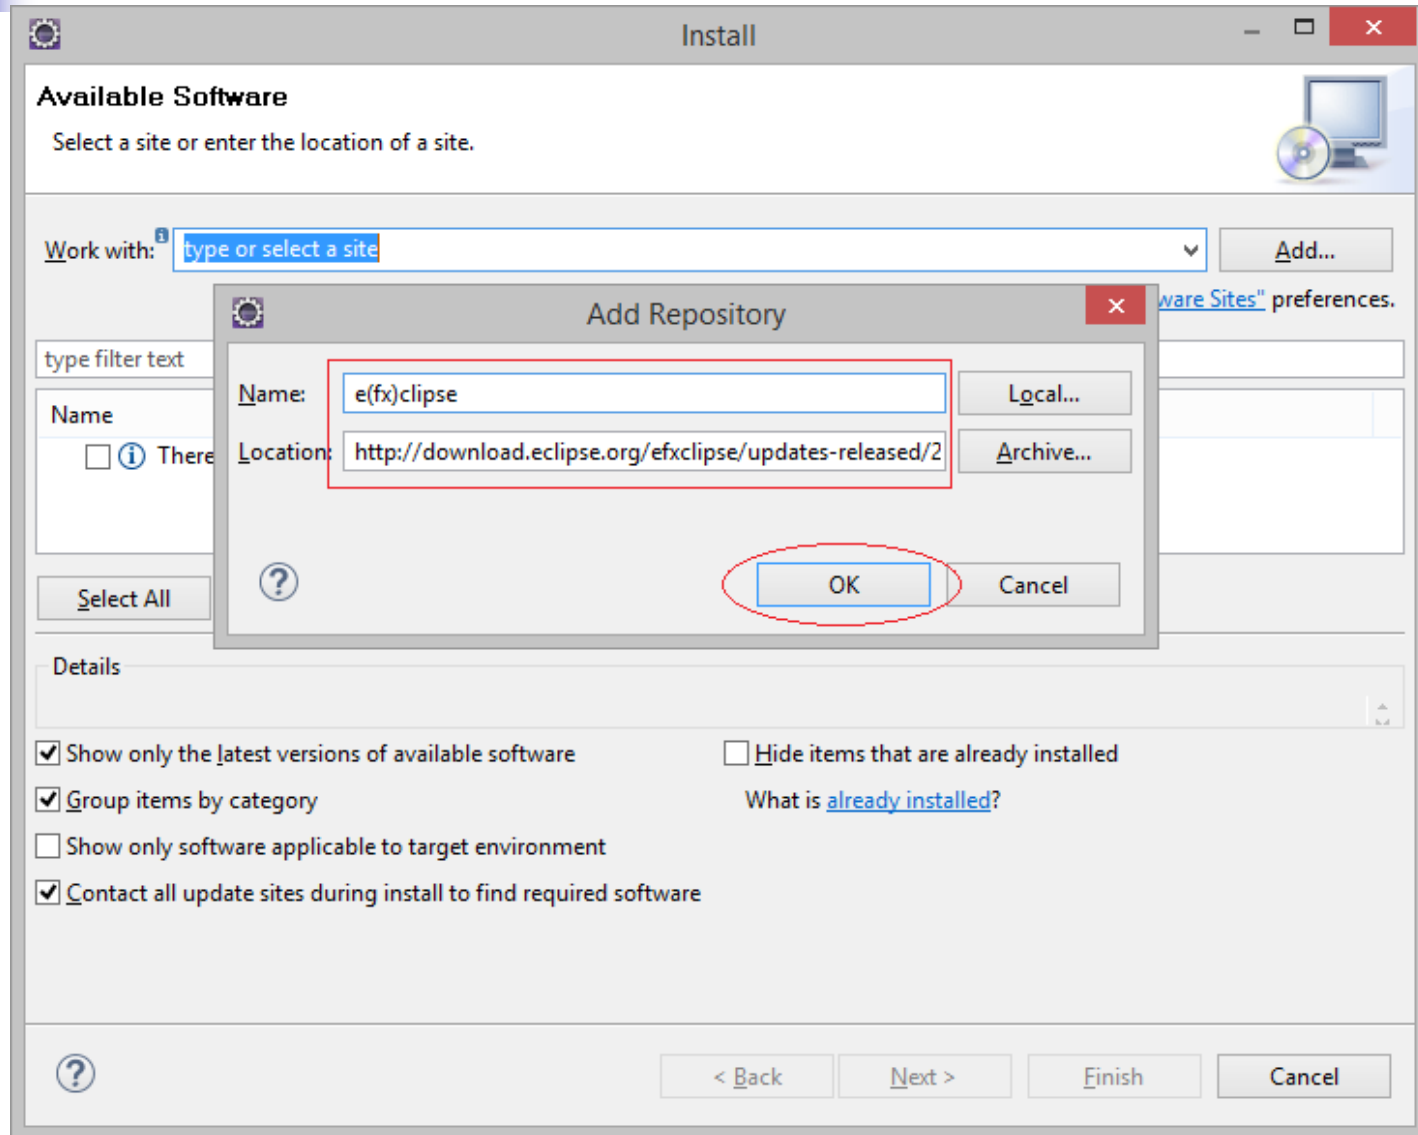 Install
Available Software
Select a site or enter the location of a site.
Work with:
type or select a site
Add...
ware Sites" preferences.
Add Repository
type filter text
Name: e(fx)clipse
Local...
Name
There
Location: http://download.eclipse.org/efxclipse/updates-released/2
Archive...
OK
Cancel
Select All
Details
Show only the latest versions of available software
Hide items that are already installed
Group items by category
What is already installed?
Show only software applicable to target environment
Contact all update sites during install to find required software
< Back
Next >
Finish
Cancel